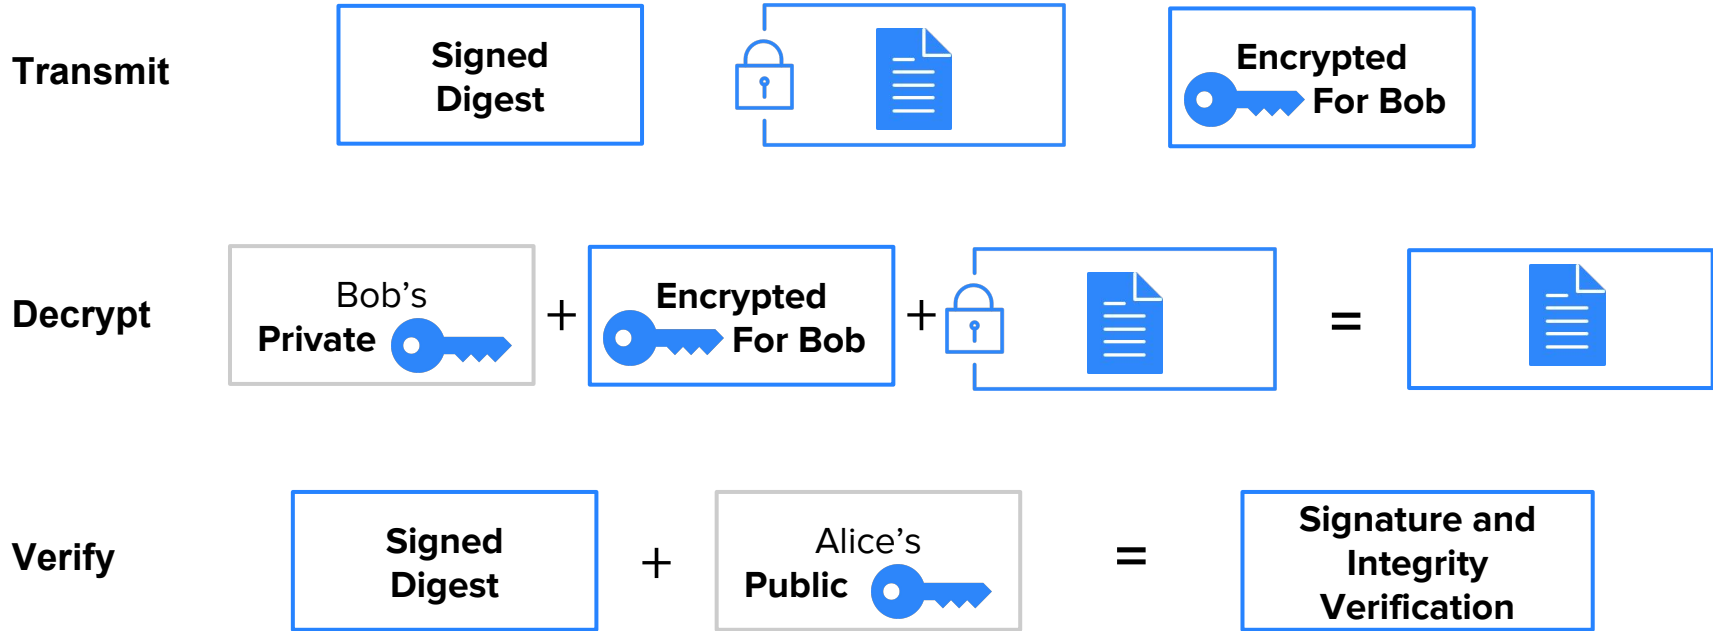 Transmit
Signed
Digest
Encrypted
For Bob
Decrypt
Bob's
Private
+
Encrypted
For Bob
+
=
Verify
Signed
Digest
+
Alice's
Public
=
Signature and
Integrity
Verification